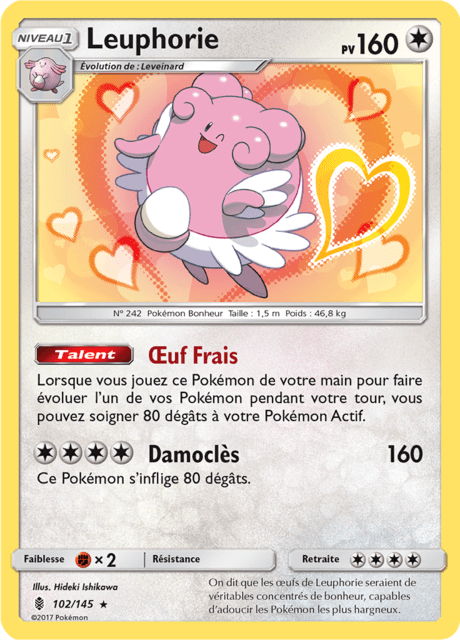 NIVEAU 1 Leuphorie PV 160
Évolution de : Leveinard
N° 242 Pokémon Bonheur Taille : 1,5 m Poids : 46,8 kg
Talent Œuf Frais
Lorsque vous jouez ce Pokémon de votre main pour faire
évoluer l'un de vos Pokémon pendant votre tour, vous
pouvez soigner 80 dégâts à votre Pokémon Actif.
Damoclès 160
Ce Pokémon s'inflige 80 dégâts.
Faiblesse × 2 Résistance Retraite
Illus. Hideki Ishikawa
102/145 ★
©2017 Pokémon
On dit que les œufs de Leuphorie seraient de
véritables concentrés de bonheur, capables
d'adoucir les Pokémon les plus hargneux.